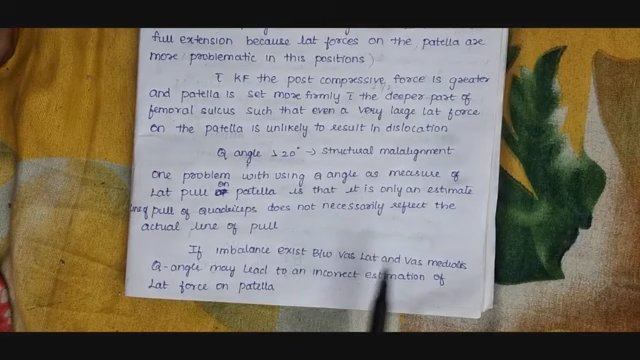 full extension because Lat forces on the patella are
more problematic in this positions)
c̄ KF the post compressive force is greater
and patella is set more firmly c̄ the deeper part of
femoral sulcus such that even a very large Lat force
on the patella is unlikely to result in dislocation
Q angle > 20° → structural malalignment
One problem with using Q angle as measure of
Lat pull on patella is that it is only an estimate
line of pull of Quadriceps does not necessarily reflect the
actual line of pull
If imbalance exist B/w Vas Lat and Vas medialis
Q-angle may lead to an incorrect estimation of
Lat force on patella